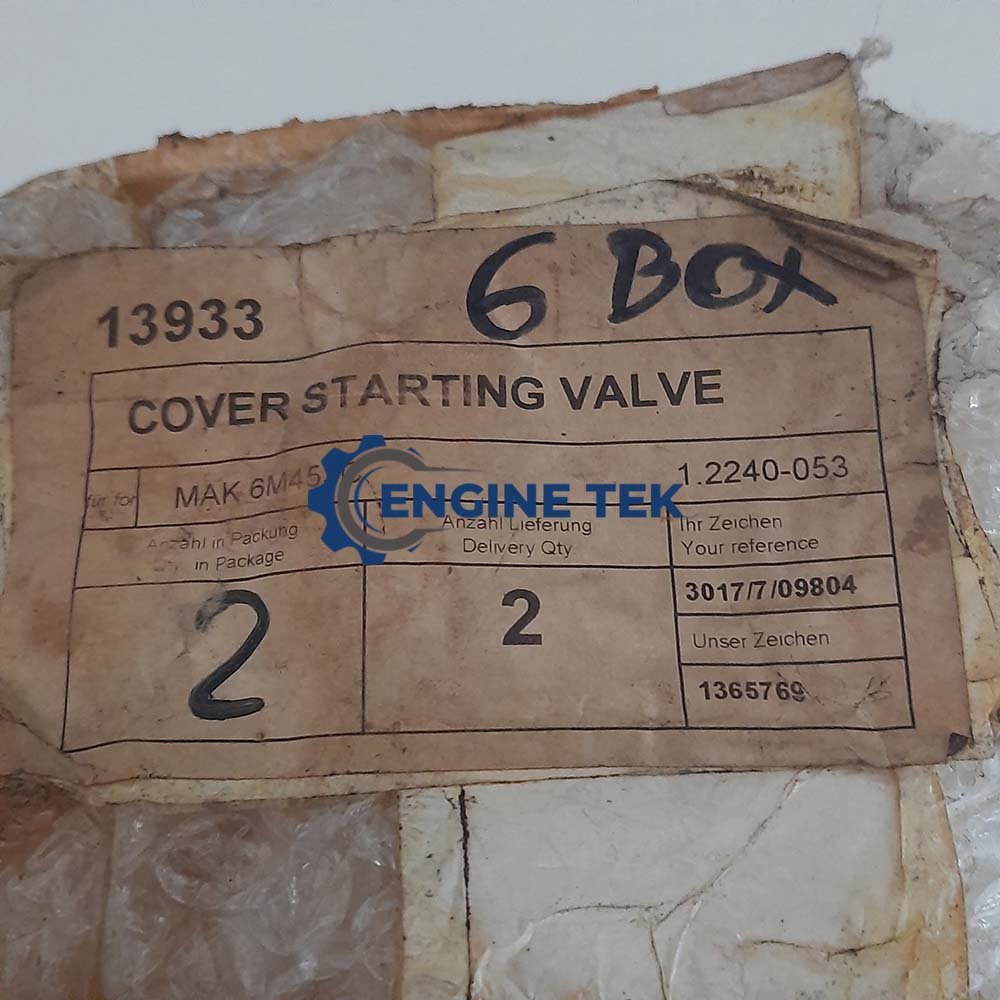 6 BOX
13933
COVER STARTING VALVE
für for
MAK 6M45
1.2240-053
ENGINE TEK
Anzahl in Packung
in Package
Anzahl Lieferung
Delivery Qty
Ihr Zeichen
Your reference
2
2
3017/7/09804
Unser Zeichen
1365769